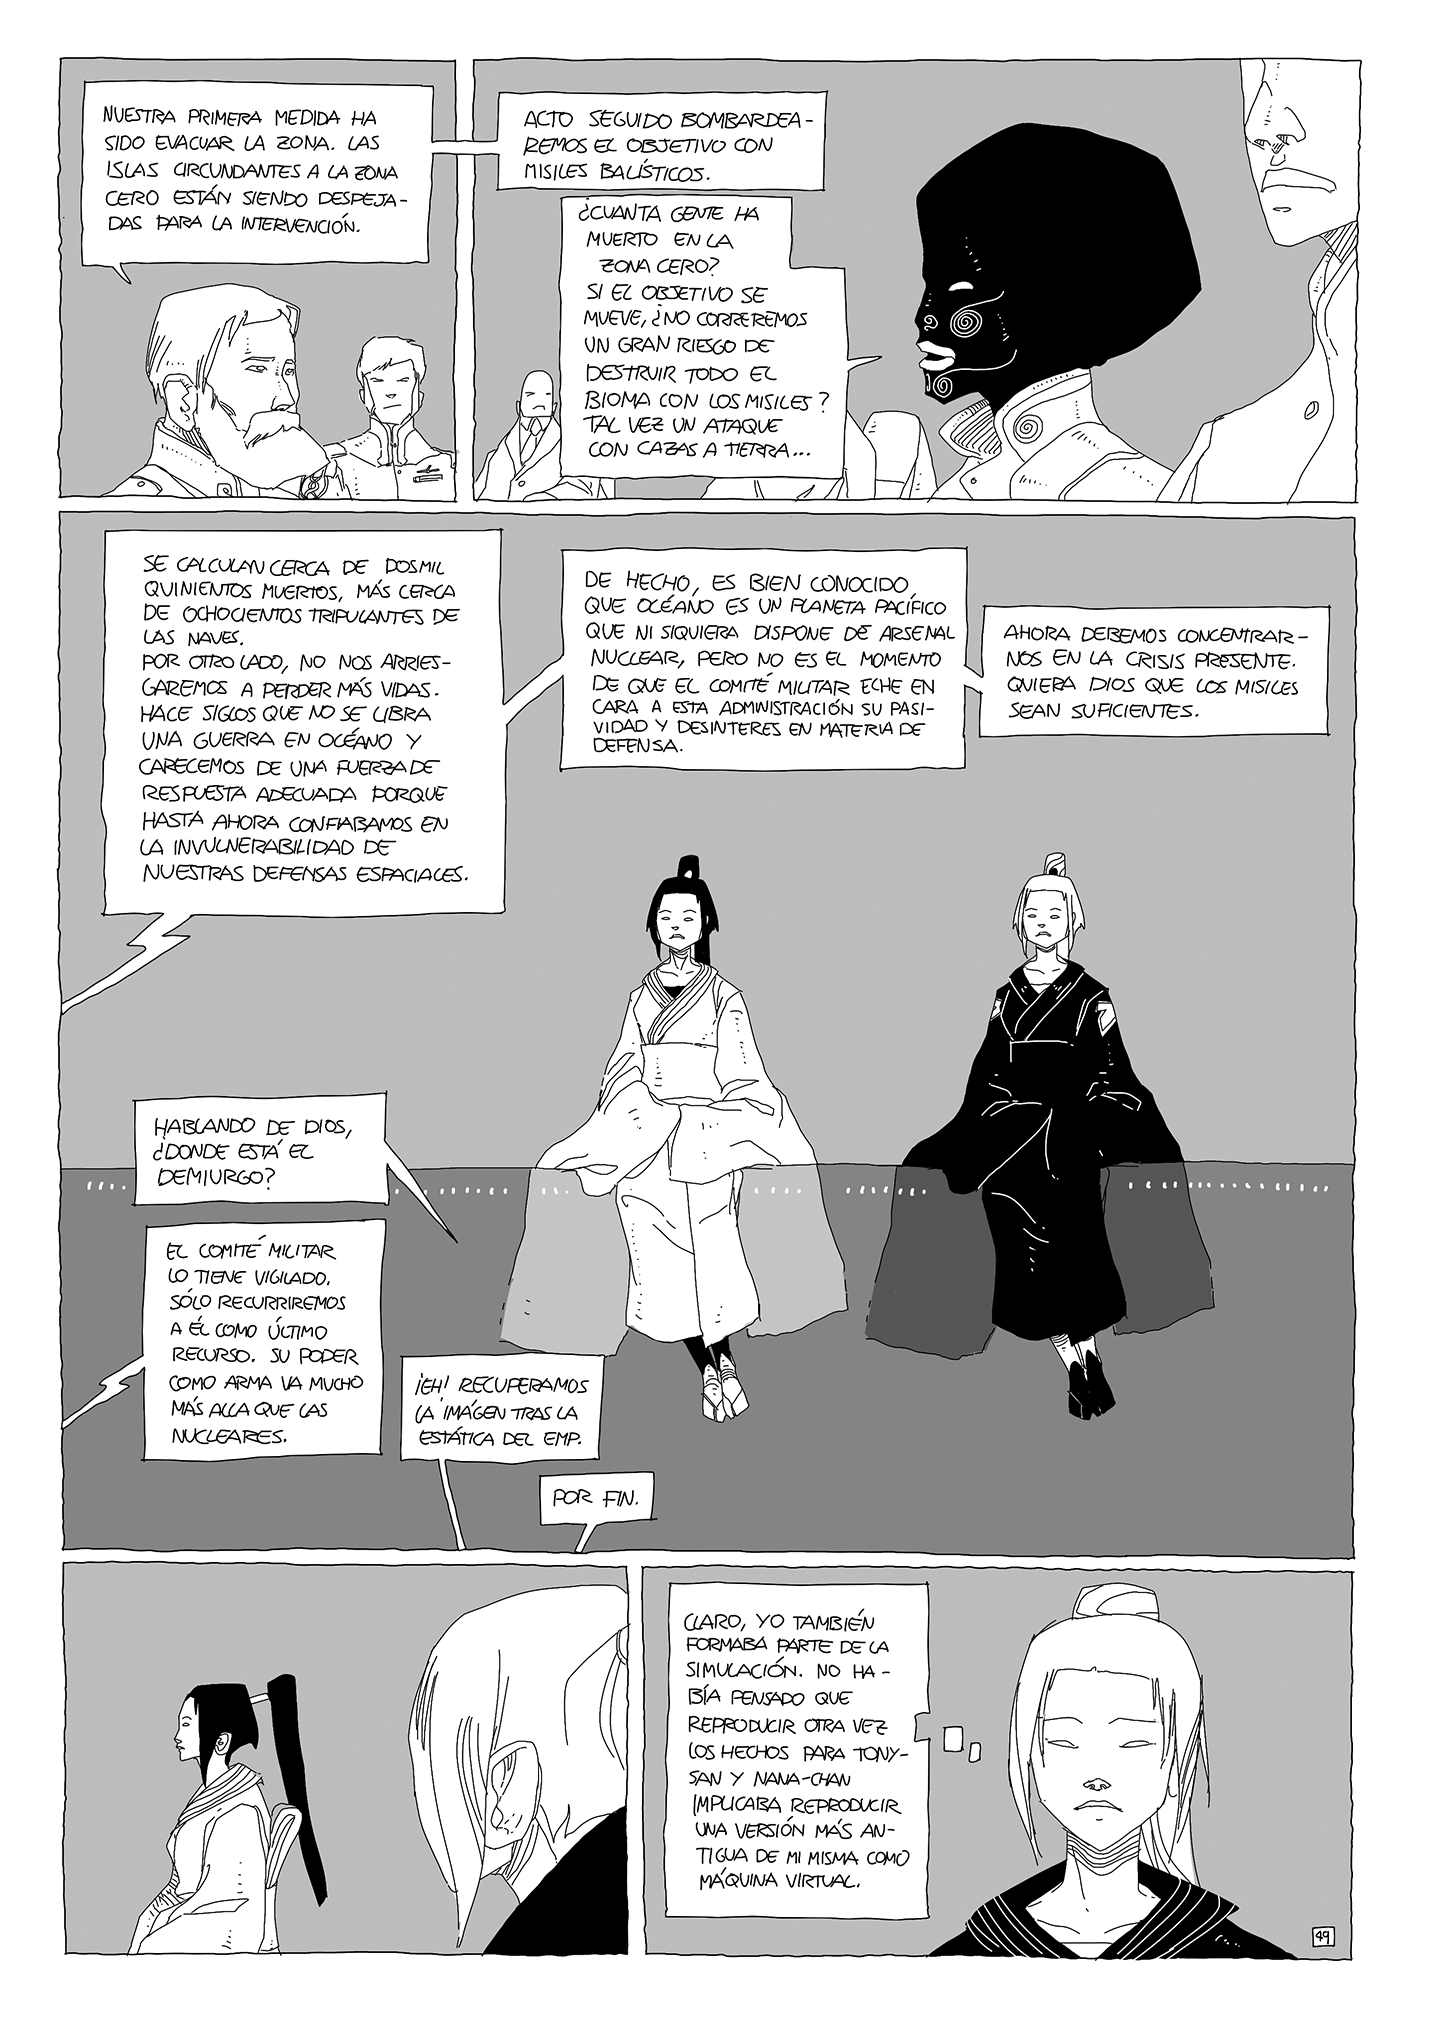 NUESTRA PRIMERA MEDIDA HA
SIDO EVACUAR LA ZONA. LAS
ISLAS CIRCUNDANTES A LA ZONA
CERO ESTÁN SIENDO DESPEJA-
DAS PARA LA INTERVENCIÓN.
ACTO SEGUIDO BOMBARDEA-
REMOS EL OBJETIVO CON
MISILES BALÍSTICOS.
¿CUANTA GENTE HA
MUERTO EN LA
ZONA CERO?
SI EL OBJETIVO SE
MUEVE, ¿NO CORREREMOS
UN GRAN RIESGO DE
DESTRUIR TODO EL
BIOMA CON LOS MISILES?
TAL VEZ UN ATAQUE
CON CAZAS A TIERRA...
SE CALCULAN CERCA DE DOSMIL
QUINIENTOS MUERTOS, MÁS CERCA
DE OCHOCIENTOS TRIPULANTES DE
LAS NAVES.
POR OTRO LADO, NO NOS ARRIES-
GAREMOS A PERDER MÁS VIDAS.
HACE SIGLOS QUE NO SE LIBRA
UNA GUERRA EN OCÉANO Y
CARECEMOS DE UNA FUERZA DE
RESPUESTA ADECUADA PORQUE
HASTA AHORA CONFIABAMOS EN
LA INVULNERABILIDAD DE
NUESTRAS DEFENSAS ESPACIALES.
DE HECHO, ES BIEN CONOCIDO
QUE OCÉANO ES UN PLANETA PACÍFICO
QUE NI SIQUIERA DISPONE DE ARSENAL
NUCLEAR, PERO NO ES EL MOMENTO
DE QUE EL COMITÉ MILITAR ECHE EN
CARA A ESTA ADMINISTRACIÓN SU PASI-
VIDAD Y DESINTERES EN MATERIA DE
DEFENSA.
AHORA DEBEMOS CONCENTRAR-
NOS EN LA CRISIS PRESENTE.
QUIERA DIOS QUE LOS MISILES
SEAN SUFICIENTES.
HABLANDO DE DIOS,
¿DONDE ESTÁ EL
DEMIURGO?
EL COMITÉ MILITAR
LO TIENE VIGILADO.
SÓLO RECURRIREMOS
A ÉL COMO ÚLTIMO
RECURSO. SU PODER
COMO ARMA VA MUCHO
MÁS ALLA QUE LAS
NUCLEARES.
¡EH! RECUPERAMOS
LA IMÁGEN TRAS LA
ESTÁTICA DEL EMP.
POR FIN.
CLARO, YO TAMBIÉN
FORMABA PARTE DE LA
SIMULACIÓN. NO HA-
BÍA PENSADO QUE
REPRODUCIR OTRA VEZ
LOS HECHOS PARA TONY-
SAN Y NANA-CHAN
IMPLICABA REPRODUCIR
UNA VERSIÓN MÁS AN-
TIGUA DE MI MISMA COMO
MÁQUINA VIRTUAL.
49